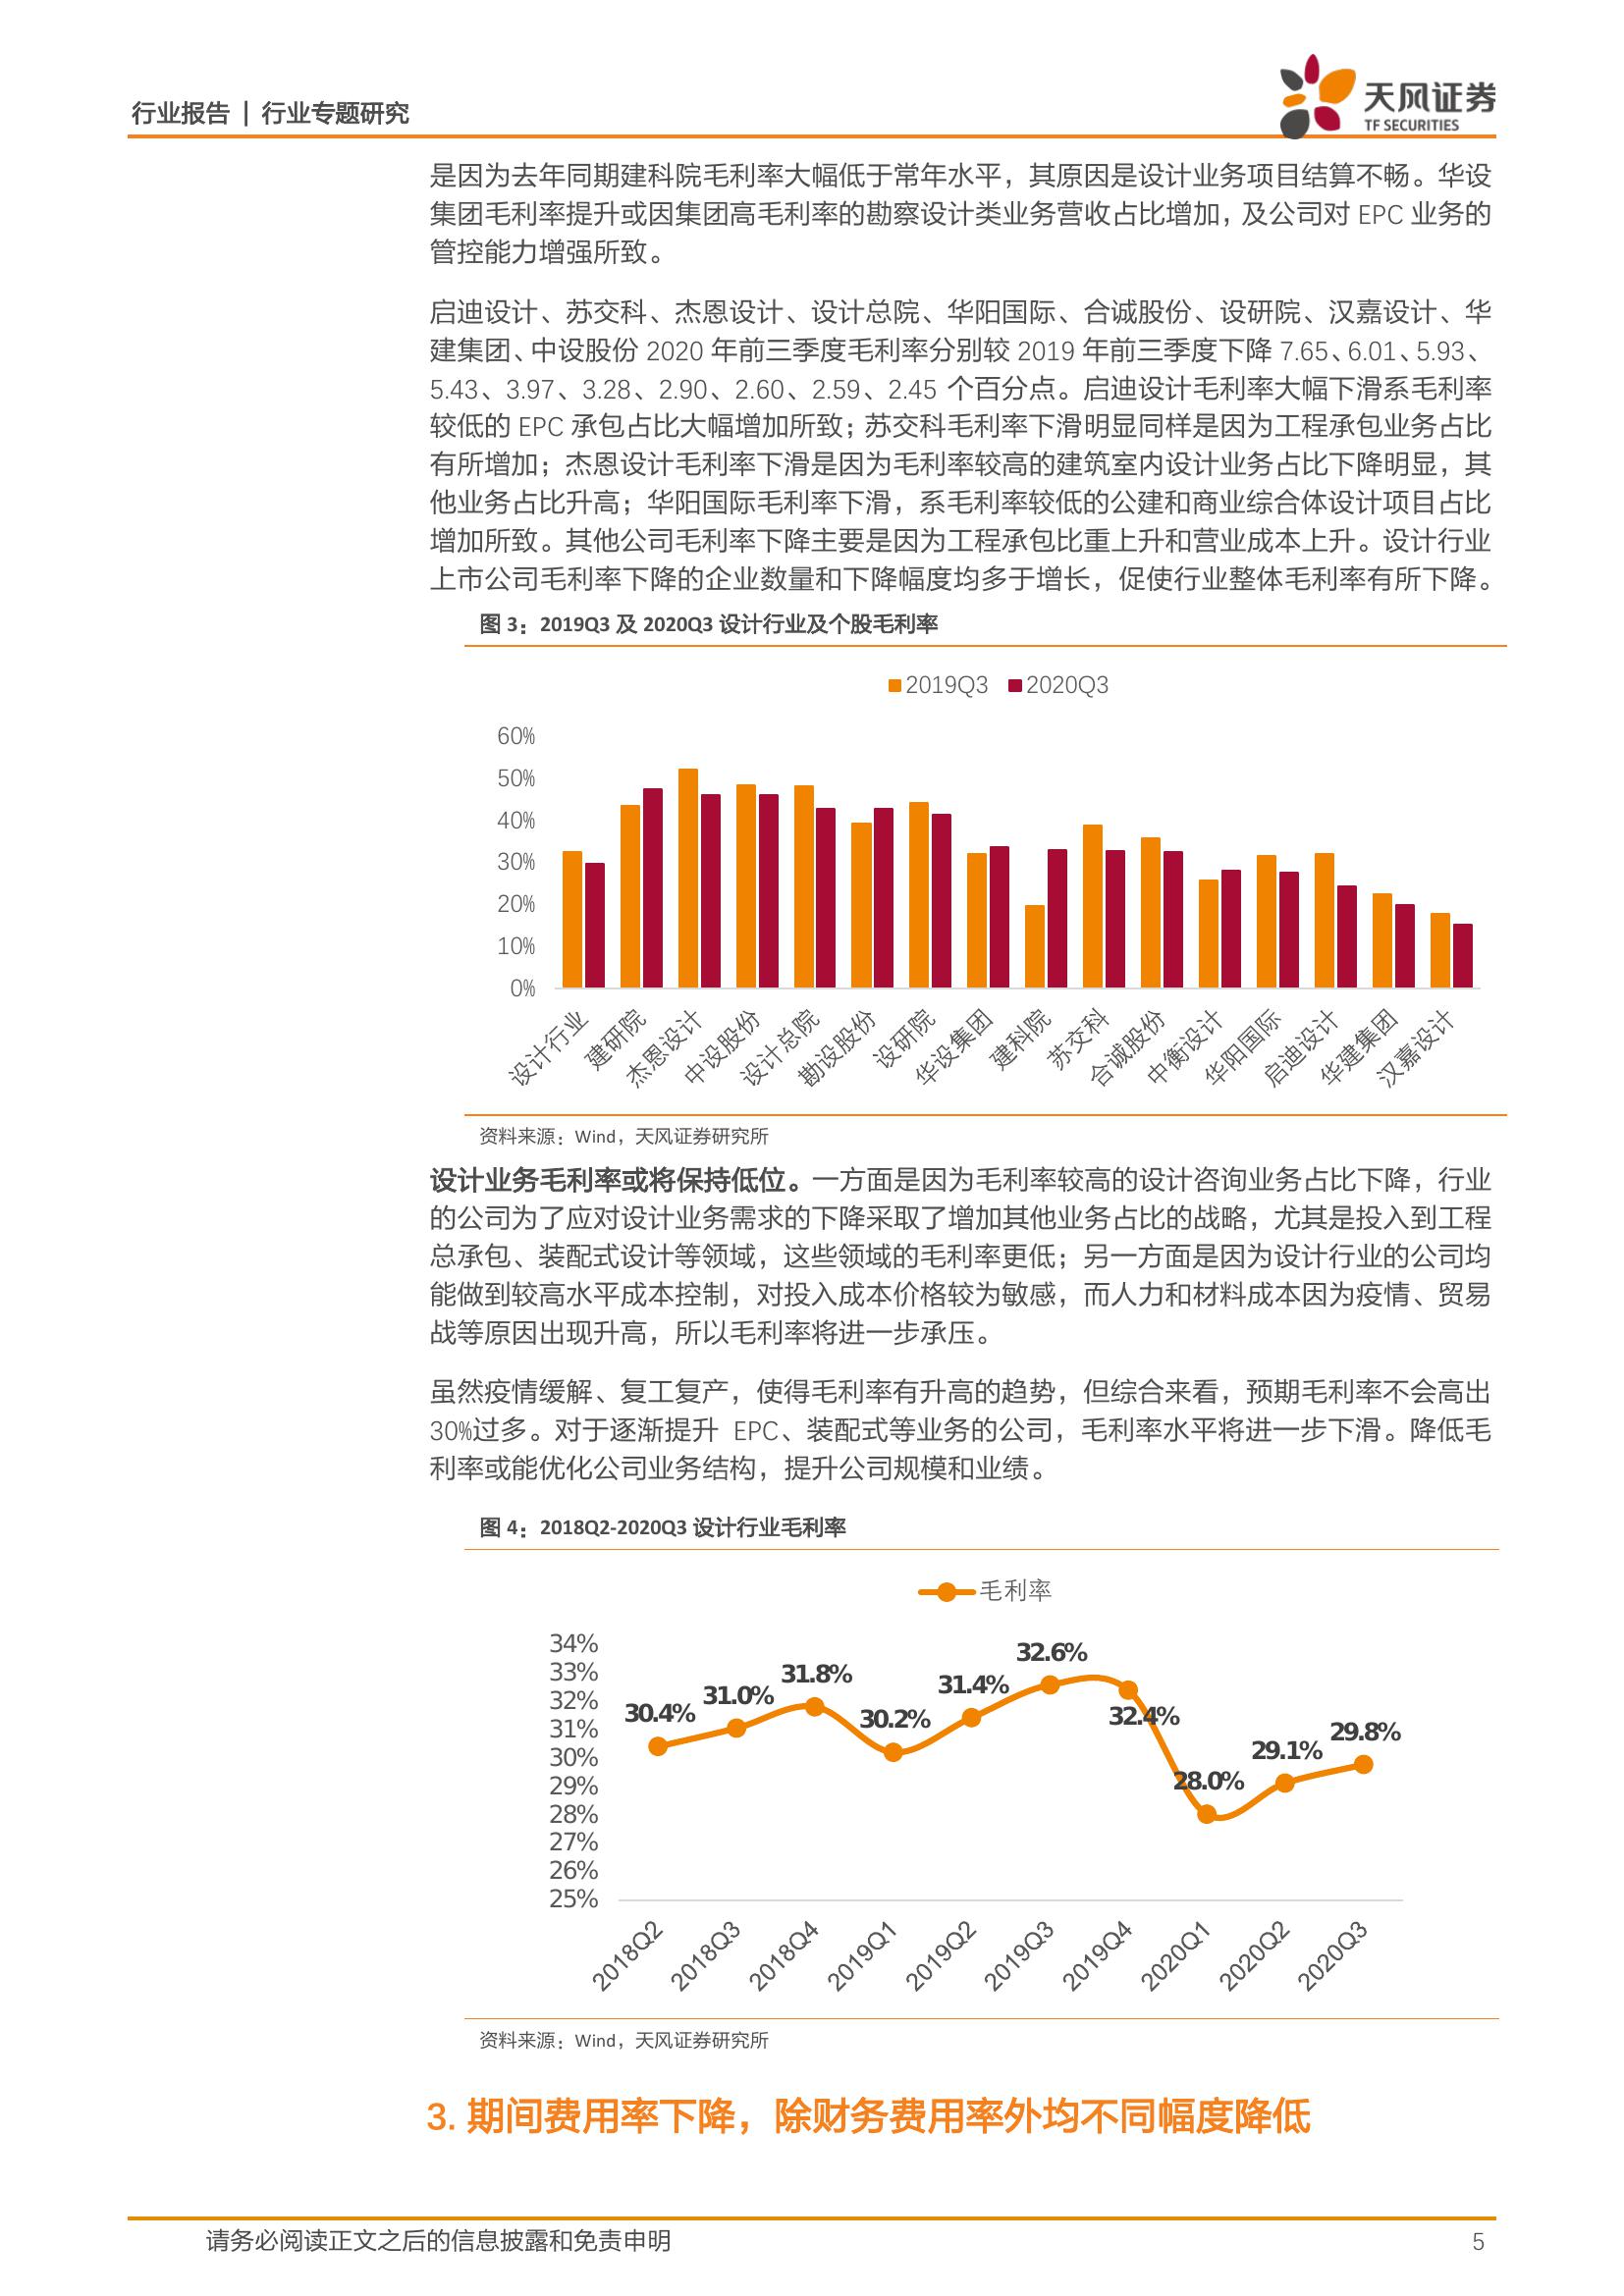 行业报告 | 行业专题研究
天风证券
TF SECURITIES
是因为去年同期建科院毛利率大幅低于常年水平，其原因是设计业务项目结算不畅。华设
集团毛利率提升或因集团高毛利率的勘察设计类业务营收占比增加，及公司对 EPC 业务的
管控能力增强所致。
启迪设计、苏交科、杰恩设计、设计总院、华阳国际、合诚股份、设研院、汉嘉设计、华
建集团、中设股份 2020 年前三季度毛利率分别较 2019 年前三季度下降 7.65、6.01、5.93、
5.43、3.97、3.28、2.90、2.60、2.59、2.45 个百分点。启迪设计毛利率大幅下滑系毛利率
较低的 EPC 承包占比大幅增加所致；苏交科毛利率下滑明显同样是因为工程承包业务占比
有所增加；杰恩设计毛利率下滑是因为毛利率较高的建筑室内设计业务占比下降明显，其
他业务占比升高；华阳国际毛利率下滑，系毛利率较低的公建和商业综合体设计项目占比
增加所致。其他公司毛利率下降主要是因为工程承包比重上升和营业成本上升。设计行业
上市公司毛利率下降的企业数量和下降幅度均多于增长，促使行业整体毛利率有所下降。
图 3：2019Q3 及 2020Q3 设计行业及个股毛利率
2019Q3 2020Q3
60%
50%
40%
30%
20%
10%
0%
设计行业 建研院 杰恩设计 中设股份 设计总院 勘设股份 设研院 华设集团 建科院 苏交科 合诚股份 中衡设计 华阳国际 启迪设计 华建集团 汉嘉设计
资料来源：Wind，天风证券研究所
设计业务毛利率或将保持低位。一方面是因为毛利率较高的设计咨询业务占比下降，行业
的公司为了应对设计业务需求的下降采取了增加其他业务占比的战略，尤其是投入到工程
总承包、装配式设计等领域，这些领域的毛利率更低；另一方面是因为设计行业的公司均
能做到较高水平成本控制，对投入成本价格较为敏感，而人力和材料成本因为疫情、贸易
战等原因出现升高，所以毛利率将进一步承压。
虽然疫情缓解、复工复产，使得毛利率有升高的趋势，但综合来看，预期毛利率不会高出
30%过多。对于逐渐提升 EPC、装配式等业务的公司，毛利率水平将进一步下滑。降低毛
利率或能优化公司业务结构，提升公司规模和业绩。
图 4：2018Q2-2020Q3 设计行业毛利率
毛利率
34%
33%
32%
31%
30%
29%
28%
27%
26%
25%
30.4% 31.0% 31.8% 30.2% 31.4% 32.6% 32.4% 28.0% 29.1% 29.8%
2018Q2 2018Q3 2018Q4 2019Q1 2019Q2 2019Q3 2019Q4 2020Q1 2020Q2 2020Q3
资料来源：Wind，天风证券研究所
3. 期间费用率下降，除财务费用率外均不同幅度降低
请务必阅读正文之后的信息披露和免责申明
5